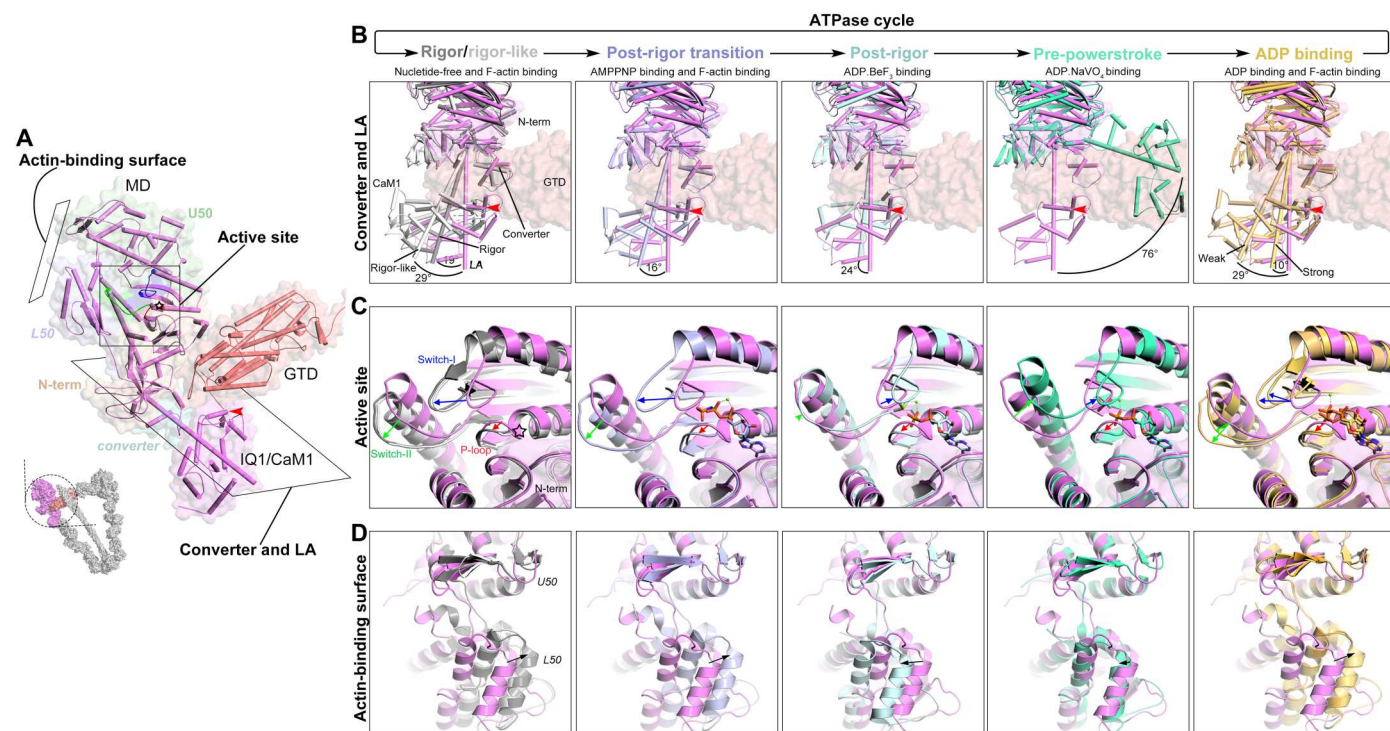 ATPase cycle
B
Rigor/rigor-like
Post-rigor transition
Post-rigor
Pre-powerstroke
ADP binding
Nucletide-free and F-actin binding
AMPPNP binding and F-actin binding
ADP.BeF3 binding
ADP.NaVO4 binding
ADP binding and F-actin binding
A
Actin-binding surface
MD
U50
Active site
L50
GTD
N-term
converter
IQ1/CaM1
Converter and LA
Converter and LA
N-term
CaM1
GTD
Converter
Rigor
Rigor-like
19°
LA
29°
16°
24°
76°
Weak
10°
Strong
29°
C
Active site
Switch-I
Switch-II
P-loop
N-term
D
Actin-binding surface
U50
L50